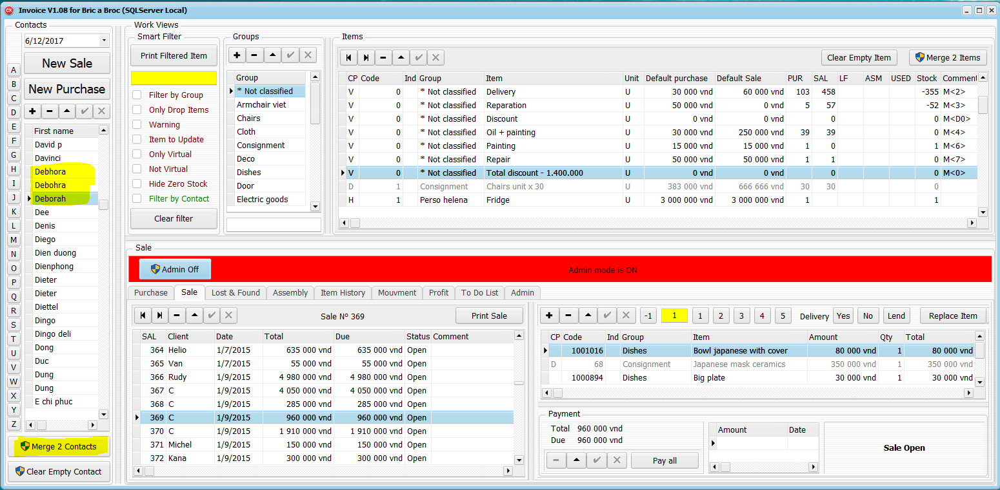 Invoice V1.08 for Bric a Broc (SQLServer Local)
Contacts
6/12/2017
New Sale
New Purchase
A
B
C
D
E
F
G
H
I
J
K
L
M
N
O
P
Q
R
S
T
U
V
W
X
Y
Z
First name
David p
Davinci
Debhora
Debohra
Deborah
Dee
Denis
Diego
Dien duong
Dienphong
Dieter
Dieter
Diettel
Dingo
Dingo deli
Dong
Duc
Dung
Dung
E chi phuc
Merge 2 Contacts
Clear Empty Contact
Work Views
Smart Filter
Print Filtered Item
Filter by Group
Only Drop Items
Warning
Item to Update
Only Virtual
Not Virtual
Hide Zero Stock
Filter by Contact
Clear filter
Groups
Group
* Not classified
Armchair viet
Chairs
Cloth
Consignment
Deco
Dishes
Door
Electric goods
Items
Clear Empty Item Merge 2 Items
CP Code Ind Group Item Unit Default purchase Default Sale PUR SAL LF ASM USED Stock Comment
V 0 * Not classified Delivery U 30 000 vnd 60 000 vnd 103 458 -355 M<2>
V 0 * Not classified Reparation U 50 000 vnd 0 vnd 5 57 -52 M<3>
V 0 * Not classified Discount U 0 vnd 0 vnd 0 0 M<D0>
V 0 * Not classified Oil + painting U 30 000 vnd 250 000 vnd 39 39 0 M<4>
V 0 * Not classified Painting U 15 000 vnd 15 000 vnd 1 0 1 M<6>
V 0 * Not classified Repair U 50 000 vnd 50 000 vnd 1 1 0 M<7>
V 0 * Not classified Total discount - 1.400.000 U 0 vnd 0 vnd 0 0 M<0>
D 1 Consignment Chairs unit x 30 U 383 000 vnd 666 666 vnd 30 30 0
H 1 Perso helena Fridge U 3 000 000 vnd 3 000 000 vnd 1 1
Sale
Admin Off
Admin mode is ON
Purchase Sale Lost & Found Assembly Item History Mouvment Profit To Do List Admin
Sale N° 369
Print Sale
SAL Client Date Total Due Status Comment
364 Helio 1/7/2015 635 000 vnd 635 000 vnd Open
365 Van 1/7/2015 55 000 vnd 55 000 vnd Open
366 Rudy 1/9/2015 4 980 000 vnd 4 980 000 vnd Open
367 C 1/9/2015 4 050 000 vnd 4 050 000 vnd Open
368 C 1/9/2015 285 000 vnd 285 000 vnd Open
369 C 1/9/2015 960 000 vnd 960 000 vnd Open
370 C 1/9/2015 1 910 000 vnd 1 910 000 vnd Open
371 Michel 1/9/2015 150 000 vnd 150 000 vnd Open
372 Kana 1/9/2015 300 000 vnd 300 000 vnd Open
-1 1 1 2 3 4 5 Delivery Yes No Lend Replace Item
CP Code Ind Group Item Amount Qty Total
1001016 Dishes Bowl japanese with cover 80 000 vnd 1 80 000 vnd
D 68 Consignment Japanese mask ceramics 350 000 vnd 1 350 000 vnd
1000894 Dishes Big plate 30 000 vnd 1 30 000 vnd
Payment
Total 960 000 vnd
Due 960 000 vnd
Pay all
Amount Date
Sale Open